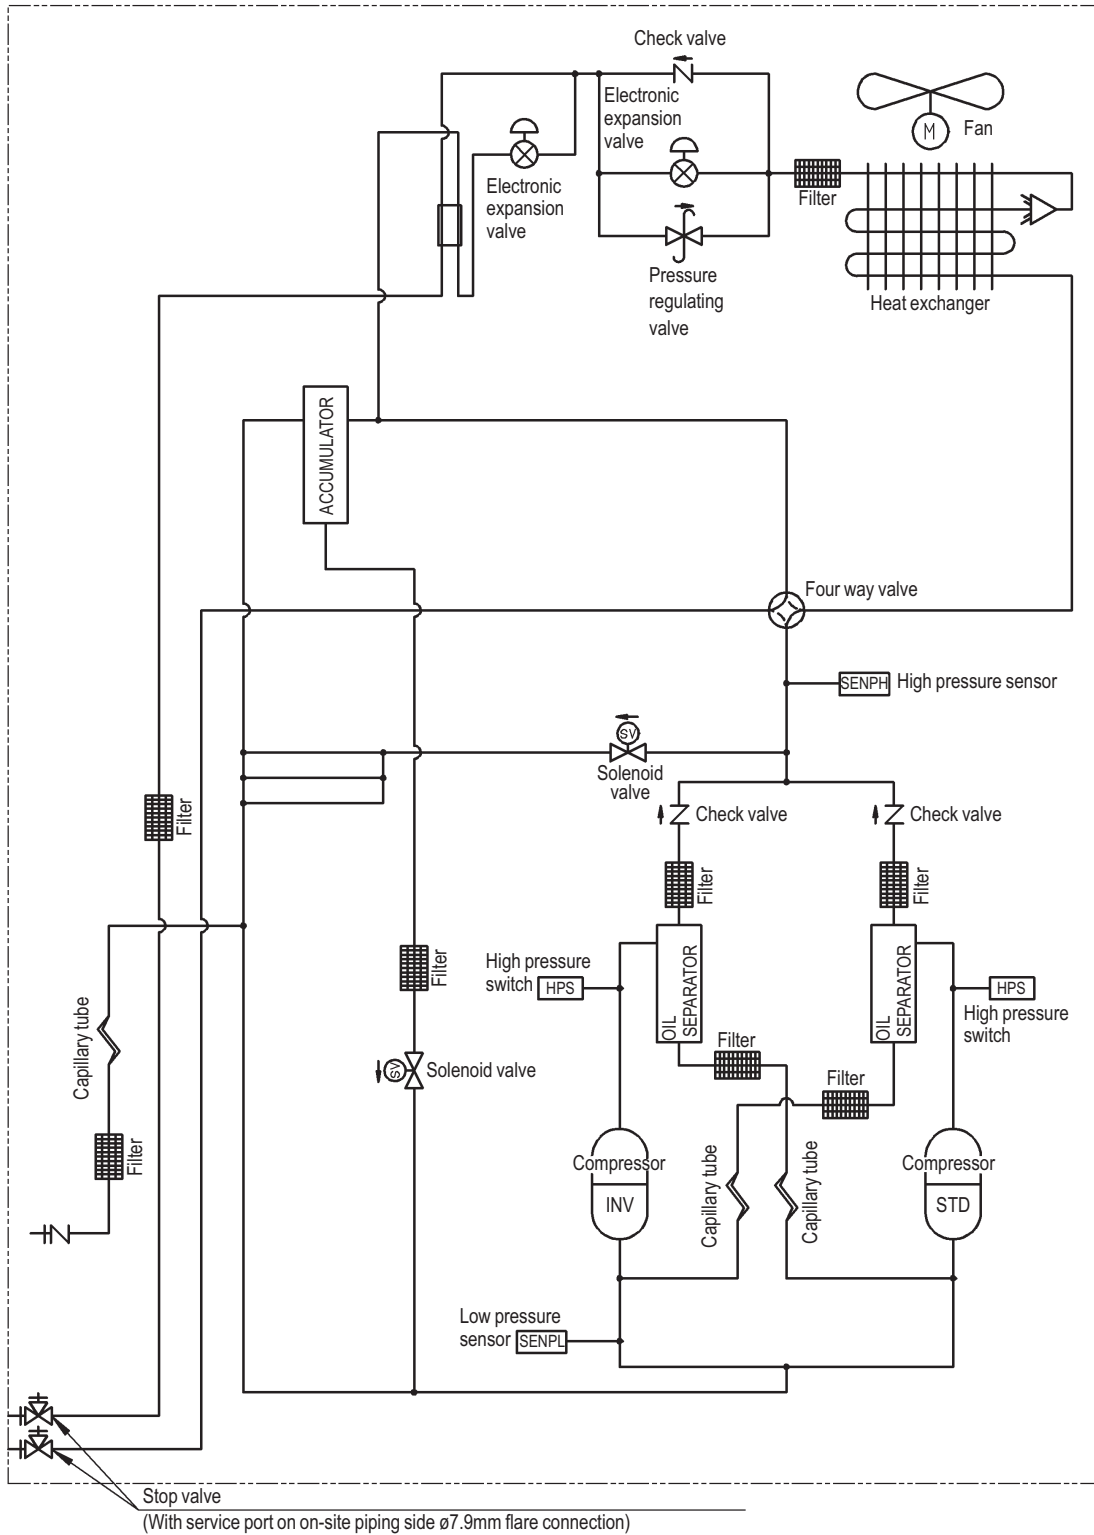 Check valve
Electronic
expansion
valve
M
Fan
Electronic
expansion
valve
Filter
Pressure
regulating
valve
Heat exchanger
ACCUMULATOR
Four way valve
SENPH
High pressure sensor
SV
Solenoid
valve
Check valve
Check valve
Filter
Filter
Filter
Filter
High pressure
switch
HPS
OIL
SEPARATOR
OIL
SEPARATOR
HPS
High pressure
switch
Capillary tube
Filter
Filter
SV
Solenoid valve
Filter
Compressor
INV
Capillary tube
Capillary tube
Compressor
STD
Low pressure
sensor
SENPL
Stop valve
(With service port on on-site piping side ø7.9mm flare connection)